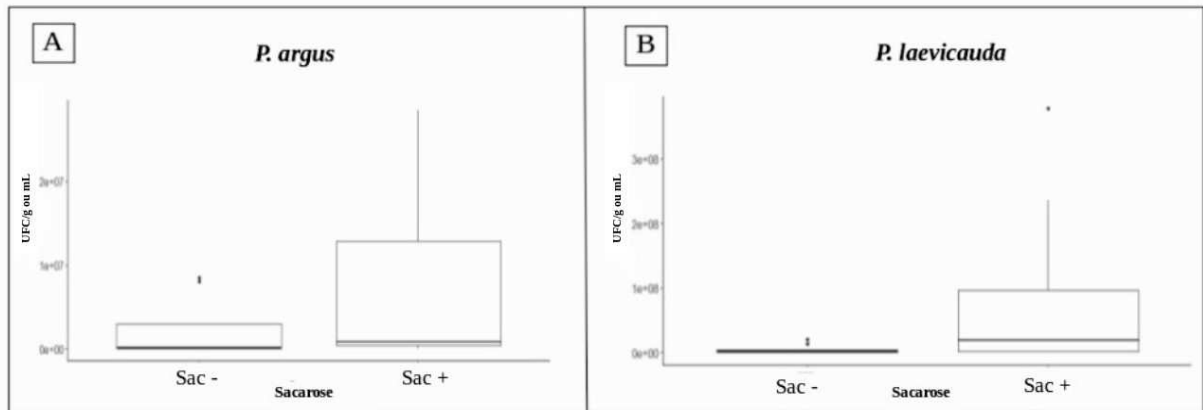 A
P. argus
UFC/g ou mL
2e+07
1e+07
0e+00
Sac -
Sac +
Sacarose
B
P. laevicauda
UFC/g ou mL
3e+08
2e+08
1e+08
0e+00
Sac -
Sac +
Sacarose